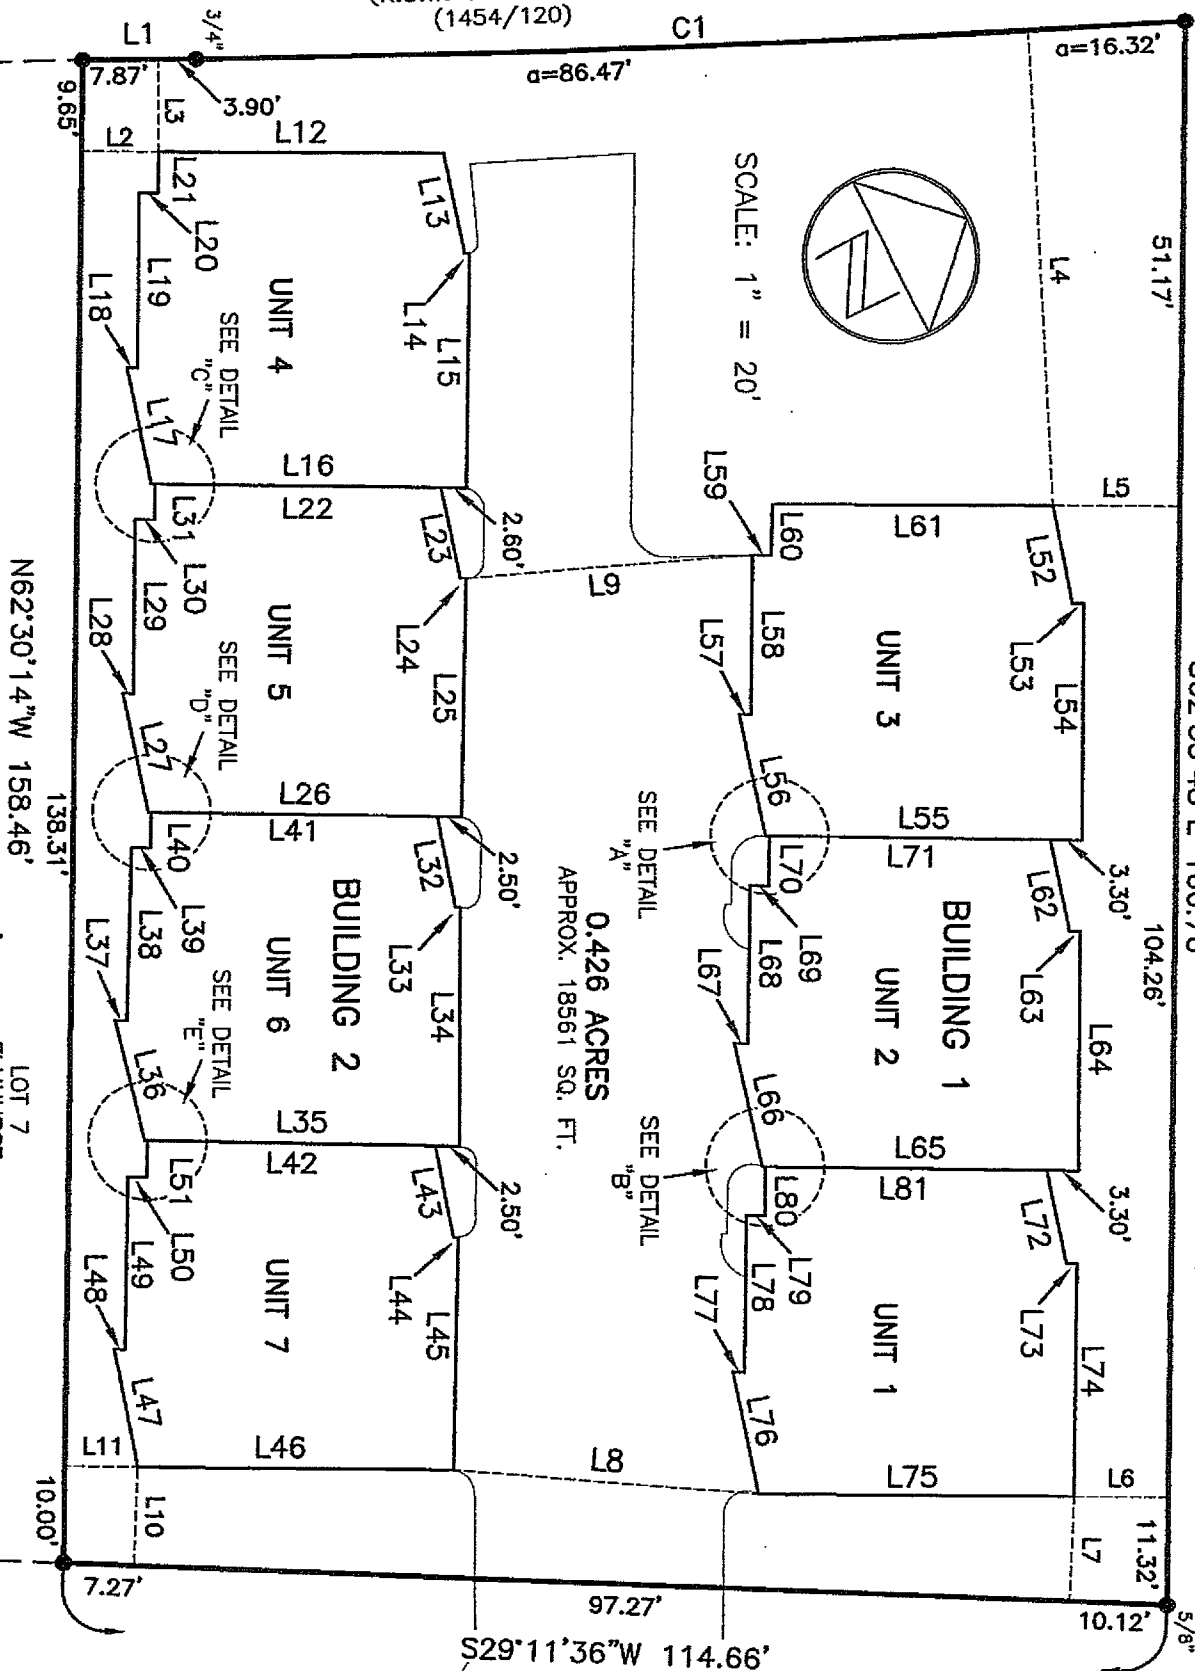 (1454/120)
L1
3/4"
C1
a=16.32'
7.87'
a=86.47'
3.90'
9.65'
L3
L2
L12
51.17'
L4
L5
SCALE: 1" = 20'
N
L21
L20
L19
L18
L13
L14
L15
UNIT 4
SEE DETAIL
"C"
L17
L16
L22
L31
L30
L29
L28
2.60'
L23
L24
L25
UNIT 5
SEE DETAIL
"D"
L27
L26
L41
L9
L59
L60
L61
L52
L53
L54
L58
L57
UNIT 3
L56
L55
L71
SEE DETAIL
"A"
3.30'
L62
L63
L64
104.26'
L70
L69
L68
L67
BUILDING 1
UNIT 2
L66
L65
L81
SEE DETAIL
"B"
0.426 ACRES
APPROX. 18561 SQ. FT.
L40
L39
L38
L37
2.50'
L32
L33
L34
BUILDING 2
UNIT 6
SEE DETAIL
"E"
L36
L35
L42
N62°30'14"W 158.46'
138.31'
LOT 7
L51
L50
L49
L48
2.50'
L43
L44
L45
UNIT 7
L47
L46
L11
L10
10.00'
L8
3.30'
L80
L79
L78
L77
L72
L73
L74
UNIT 1
L76
L75
L6
L7
11.32'
5/8"
7.27'
97.27'
10.12'
S29°11'36"W 114.66'